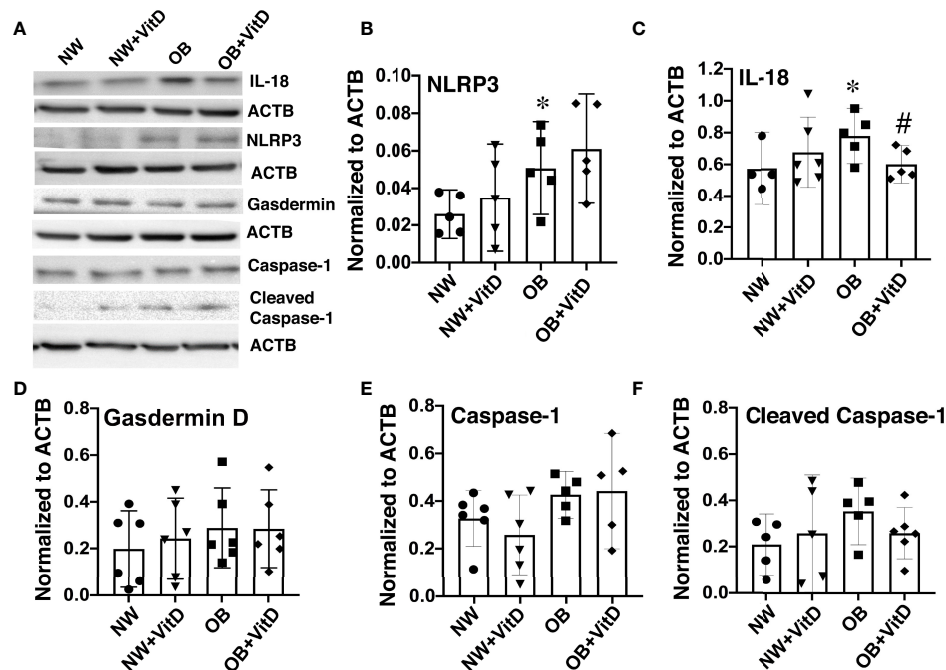 A
NW
NW+VitD
OB
OB+VitD
IL-18
ACTB
NLRP3
ACTB
Gasdermin
ACTB
Caspase-1
Cleaved
Caspase-1
ACTB
B
NLRP3
Normalized to ACTB
0.10
0.08
0.06
0.04
0.02
0.00
*
NW
NW+VitD
OB
OB+VitD
C
IL-18
Normalized to ACTB
1.2
1.0
0.8
0.6
0.4
0.2
0.0
*
#
NW
NW+VitD
OB
OB+VitD
D
Gasdermin D
Normalized to ACTB
0.8
0.6
0.4
0.2
0.0
NW
NW+VitD
OB
OB+VitD
E
Caspase-1
Normalized to ACTB
0.8
0.6
0.4
0.2
0.0
NW
NW+VitD
OB
OB+VitD
F
Cleaved Caspase-1
Normalized to ACTB
0.8
0.6
0.4
0.2
0.0
NW
NW+VitD
OB
OB+VitD